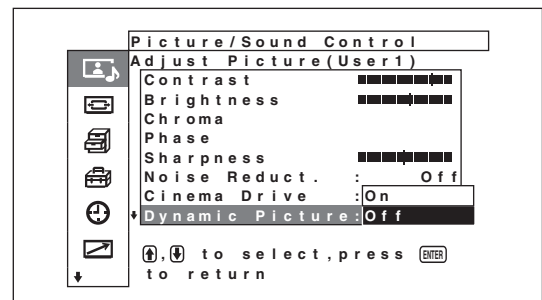 Picture/Sound Control
Adjust Picture(User1)
Contrast
Brightness
Chroma
Phase
Sharpness
Noise Reduct. : Off
Cinema Drive : On
Dynamic Picture: Off
, to select, press ENTER
to return